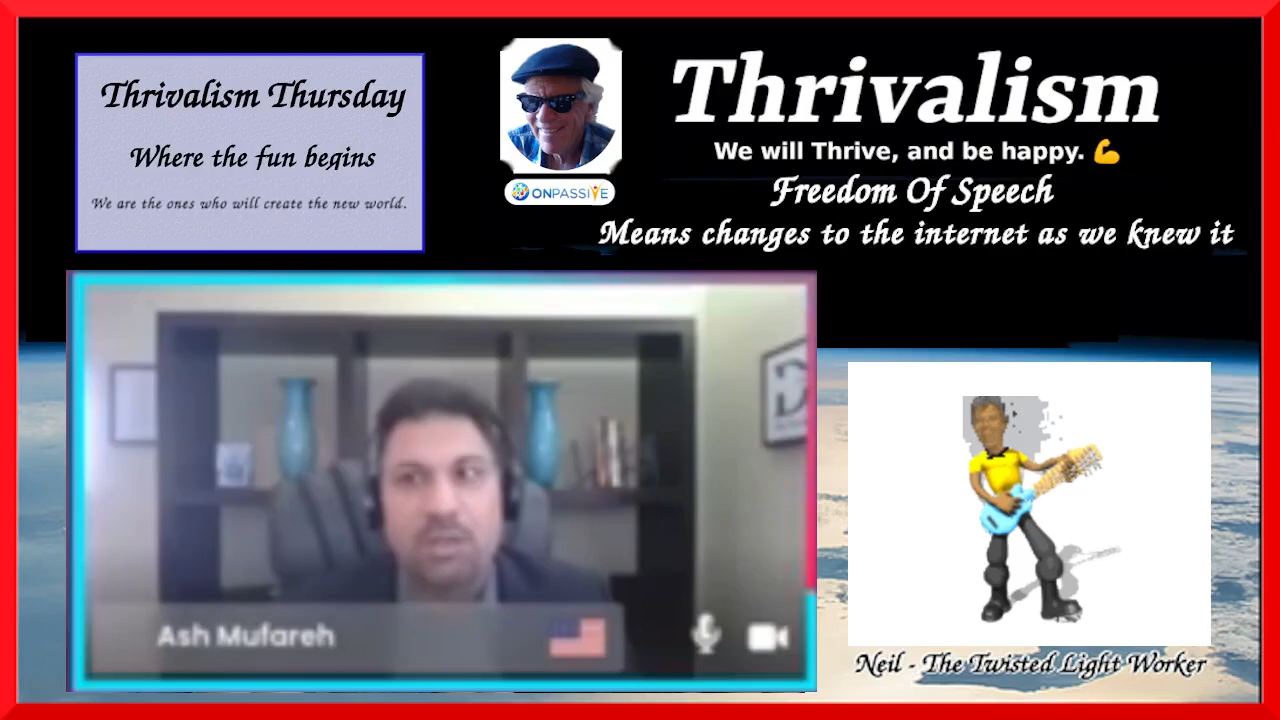 Thrivalism Thursday
Where the fun begins
We are the ones who will create the new world.
ONPASSIVE
Thrivalism
We will Thrive, and be happy. 💪
Freedom Of Speech
Means changes to the internet as we knew it
Ash Mufareh
Neil - The Twisted Light Worker